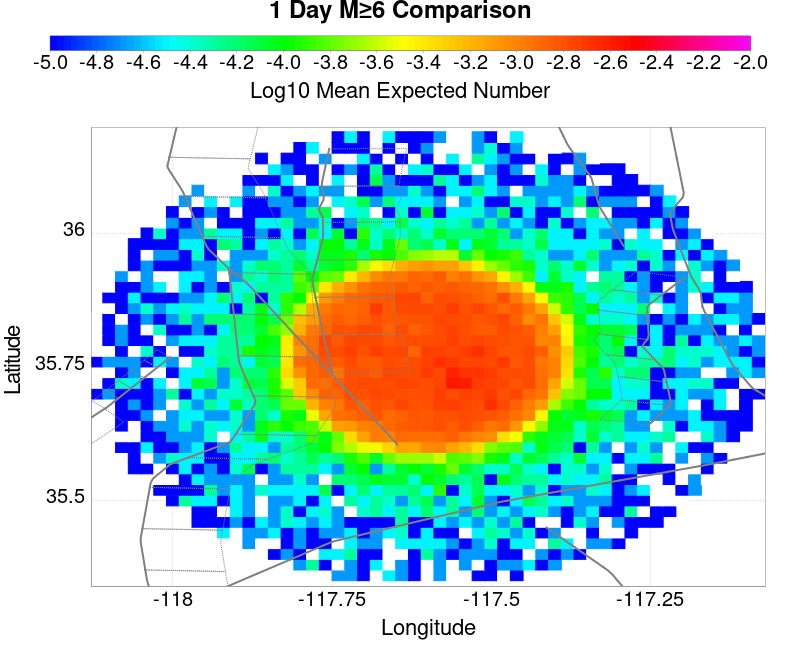 1 Day M≥6 Comparison
-5.0 -4.8 -4.6 -4.4 -4.2 -4.0 -3.8 -3.6 -3.4 -3.2 -3.0 -2.8 -2.6 -2.4 -2.2 -2.0
Log10 Mean Expected Number
36
35.75
35.5
Latitude
-118 -117.75 -117.5 -117.25
Longitude